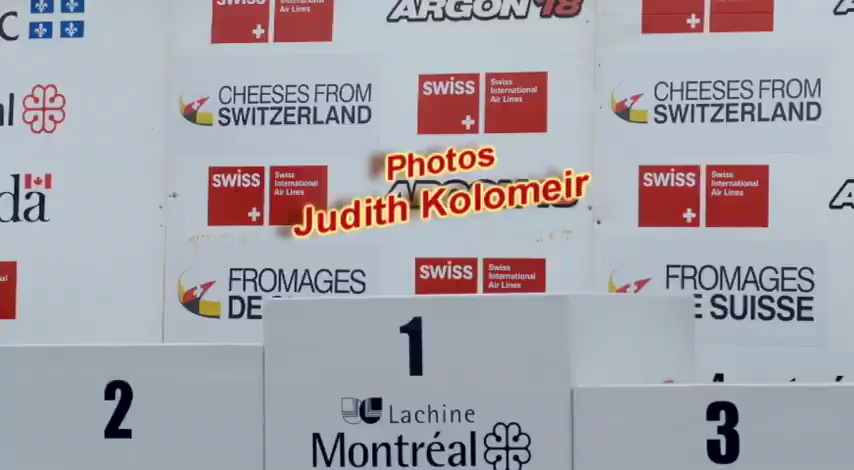 swiss
Swiss
International
Air Lines
ARGON 18
C
CHEESES FROM
SWITZERLAND
swiss
Swiss
International
Air Lines
CHEESES FROM
SWITZERLAND
Photos
Judith Kolomeir
swiss
Swiss
International
Air Lines
swiss
Swiss
International
Air Lines
FROMAGES
DE
swiss
Swiss
International
Air Lines
FROMAGES
E SUISSE
1
2
3
Lachine
Montréal